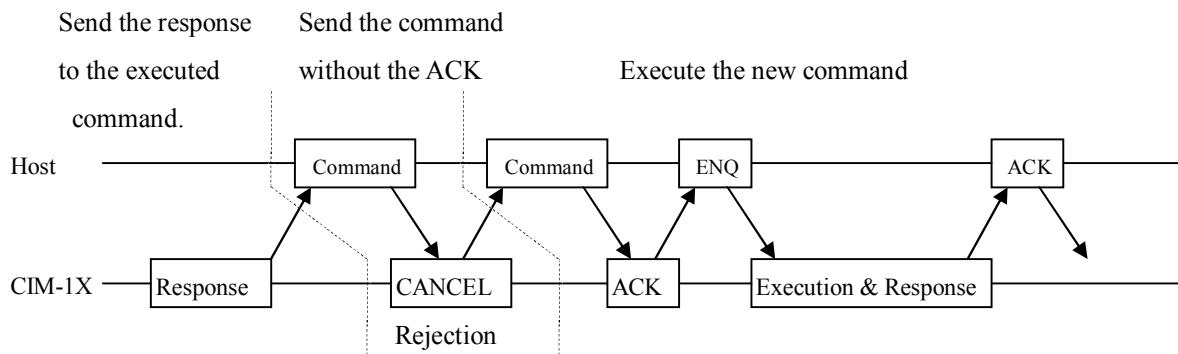 Send the response
to the executed
command.
Send the command
without the ACK
Execute the new command
Host
Command
Command
ENQ
ACK
CIM-1X
Response
CANCEL
ACK
Execution & Response
Rejection